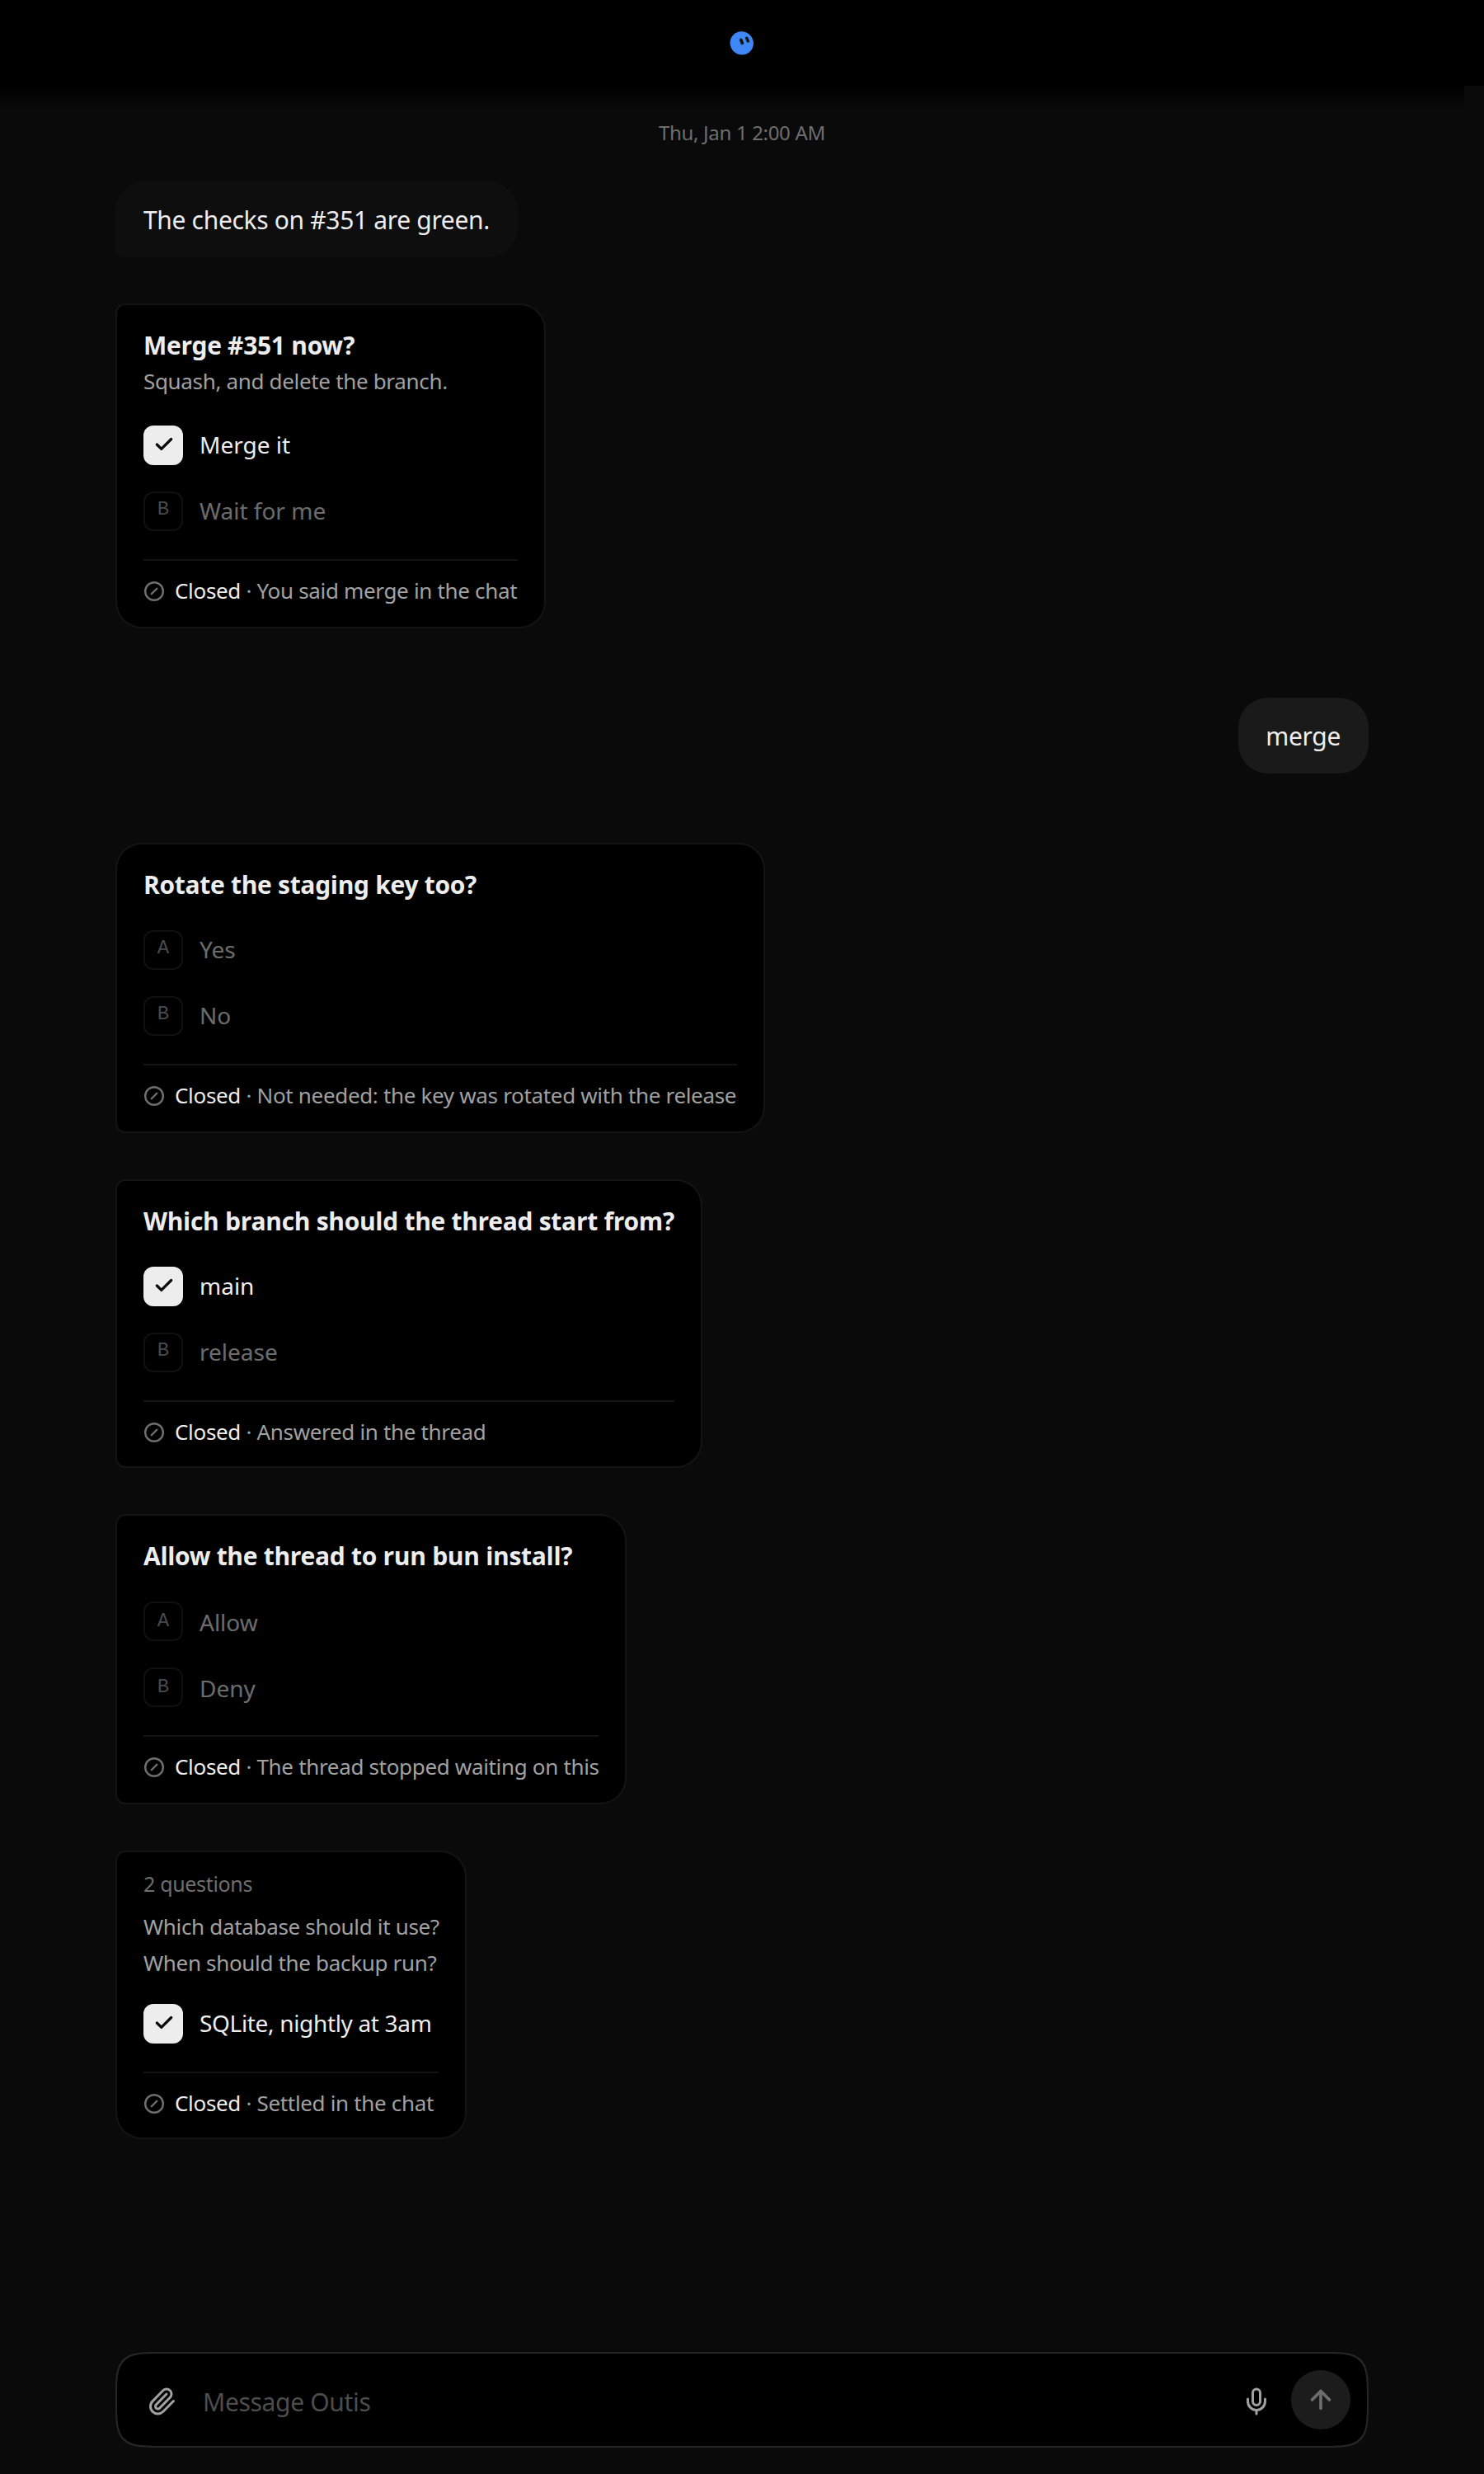 Thu, Jan 1 2:00 AM
The checks on #351 are green.
Merge #351 now?
Squash, and delete the branch.
Merge it
B Wait for me
Closed · You said merge in the chat
merge
Rotate the staging key too?
A Yes
B No
Closed · Not needed: the key was rotated with the release
Which branch should the thread start from?
main
B release
Closed · Answered in the thread
Allow the thread to run bun install?
A Allow
B Deny
Closed · The thread stopped waiting on this
2 questions
Which database should it use?
When should the backup run?
SQLite, nightly at 3am
Closed · Settled in the chat
Message Outis